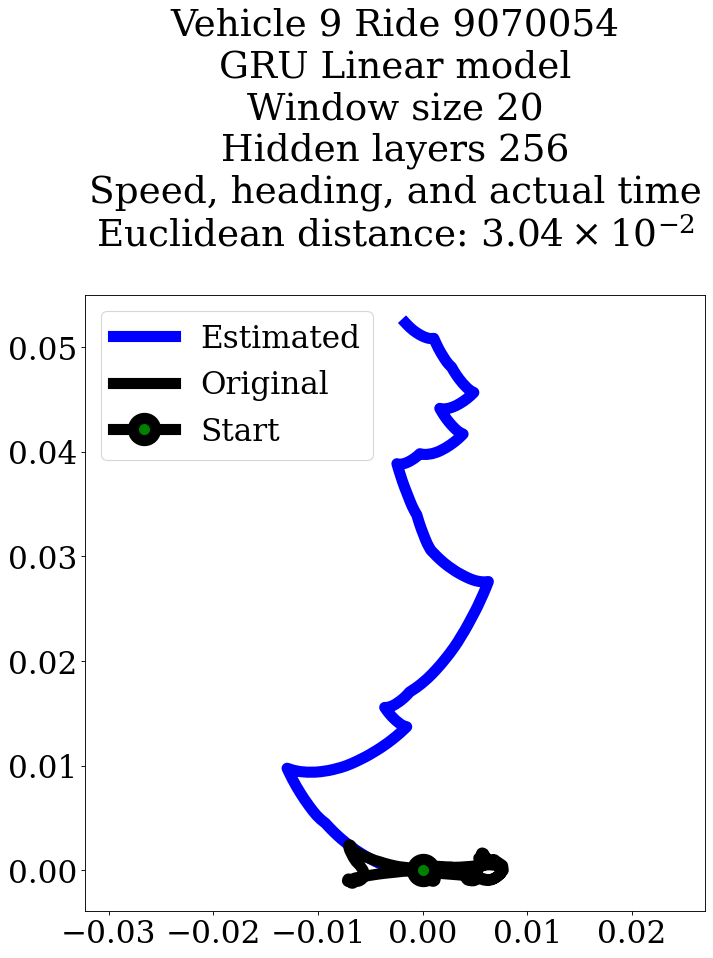 Vehicle 9 Ride 9070054
GRU Linear model
Window size 20
Hidden layers 256
Speed, heading, and actual time
Euclidean distance: 3.04 × 10⁻²
Estimated
Original
Start
0.05
0.04
0.03
0.02
0.01
0.00
−0.03 −0.02 −0.01 0.00 0.01 0.02